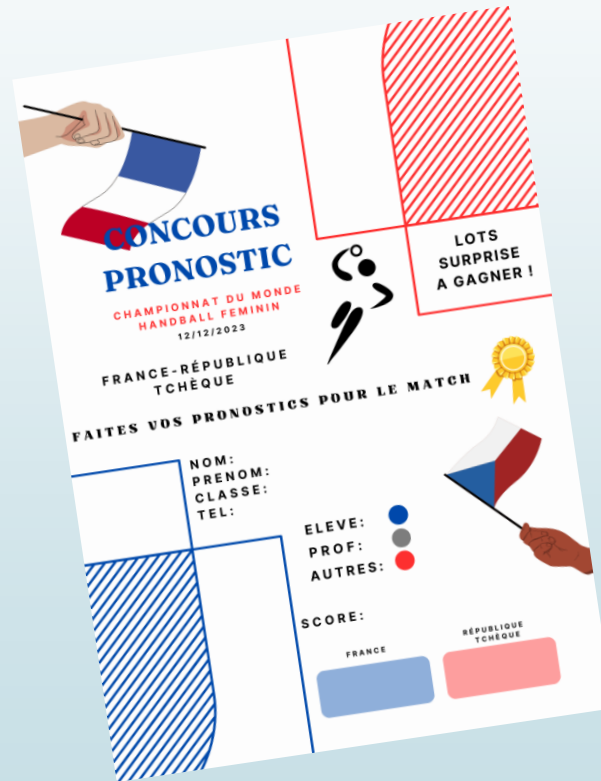 CONCOURS
PRONOSTIC
CHAMPIONNAT DU MONDE
HANDBALL FEMININ
12/12/2023
FRANCE-RÉPUBLIQUE
TCHÈQUE
LOTS
SURPRISE
A GAGNER !
FAITES VOS PRONOSTICS POUR LE MATCH
NOM:
PRENOM:
CLASSE:
TEL:
ELEVE:
PROF:
AUTRES:
SCORE:
FRANCE
RÉPUBLIQUE
TCHÈQUE